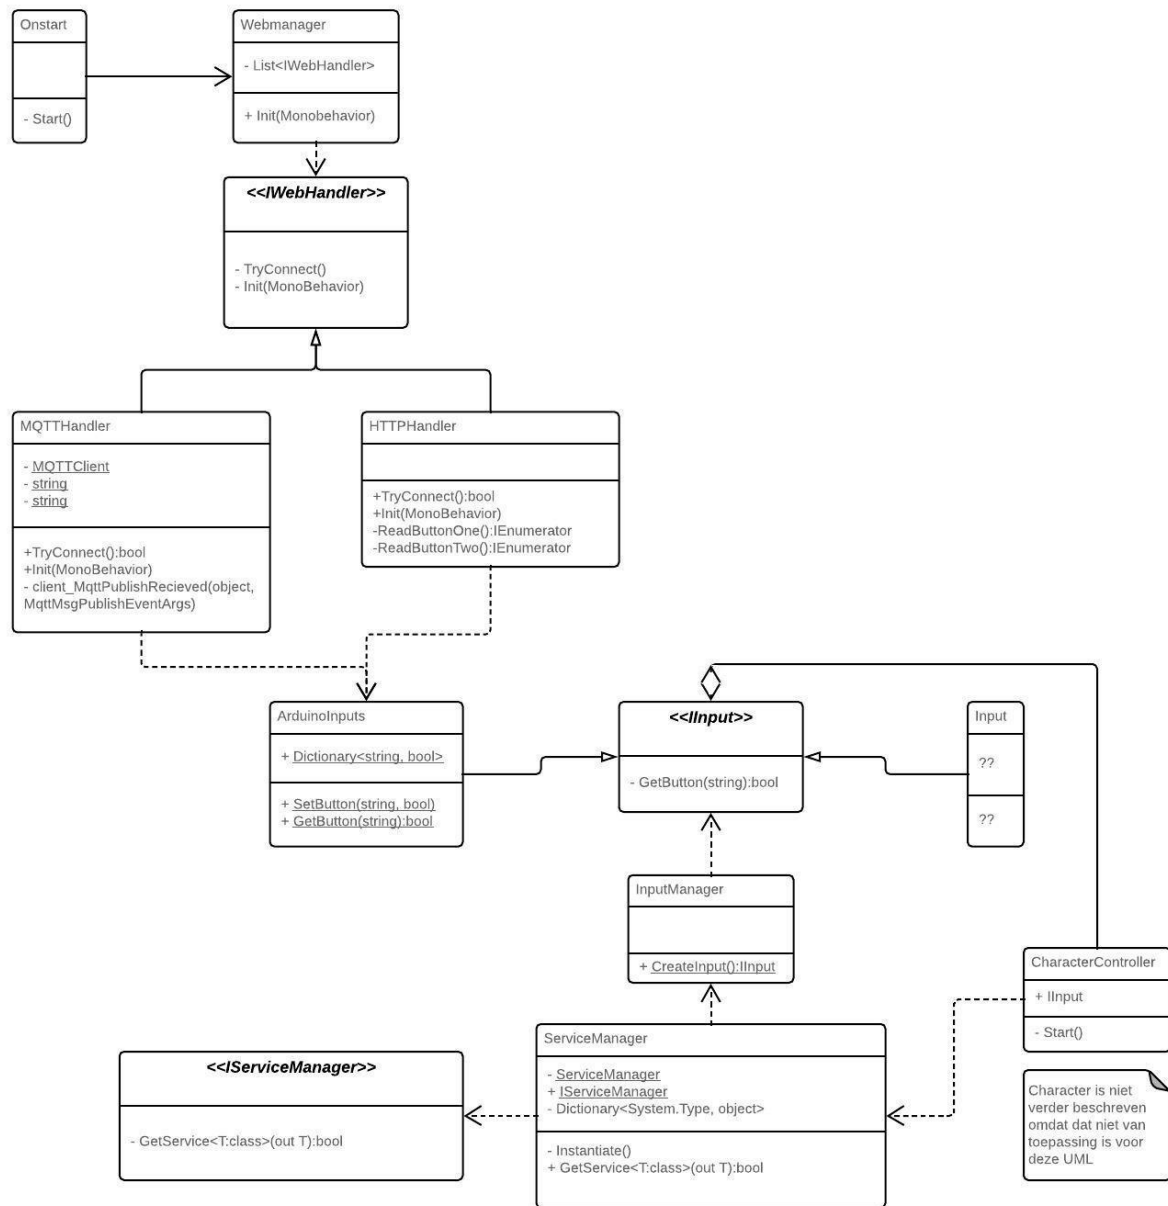 Onstart
- Start()
Webmanager
- List<IWebHandler>
+ Init(Monobehavior)
<<IWebHandler>>
- TryConnect()
- Init(MonoBehavior)
MQTTHandler
- MQTTClient
- string
- string
+TryConnect():bool
+Init(MonoBehavior)
- client_MqttPublishRecieved(object,
MqttMsgPublishEventArgs)
HTTPHandler
+TryConnect():bool
+Init(MonoBehavior)
-ReadButtonOne():IEnumerator
-ReadButtonTwo():IEnumerator
ArduinoInputs
+ Dictionary<string, bool>
+ SetButton(string, bool)
+ GetButton(string):bool
<<IInput>>
- GetButton(string):bool
Input
??
??
InputManager
+ CreateInput():IInput
CharacterController
+ IInput
- Start()
<<IServiceManager>>
- GetService<T:class>(out T):bool
ServiceManager
- ServiceManager
+ IServiceManager
- Dictionary<System.Type, object>
- Instantiate()
+ GetService<T:class>(out T):bool
Character is niet
verder beschreven
omdat dat niet van
toepassing is voor
deze UML